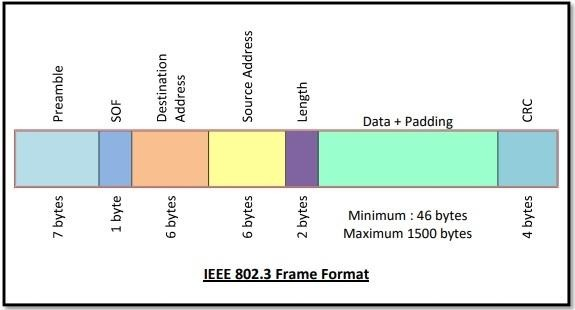 Preamble
SOF
Destination
Address
Source Address
Length
Data + Padding
CRC
7 bytes
1 byte
6 bytes
6 bytes
2 bytes
Minimum : 46 bytes
Maximum 1500 bytes
4 bytes
IEEE 802.3 Frame Format